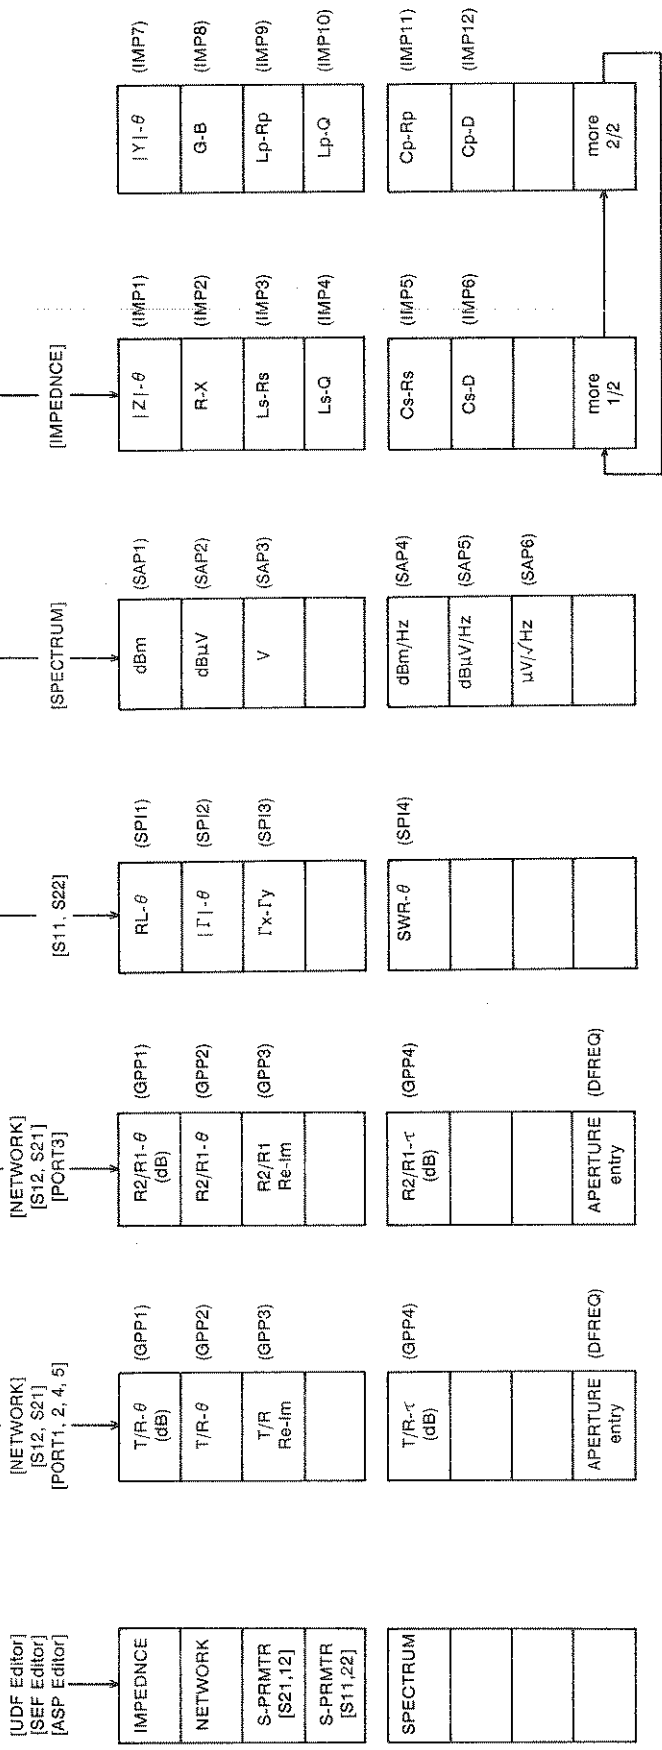 [UDF Editor]
[SEF Editor]
[ASP Editor]
IMPEDNCE
NETWORK
S-PRMTR
[S21,12]
S-PRMTR
[S11,22]
SPECTRUM
[NETWORK]
[S12, S21]
[PORT1, 2, 4, 5]
T/R-θ
(dB)
(GPP1)
T/R-θ
(GPP2)
T/R
Re-Im
(GPP3)
T/R-τ
(dB)
(GPP4)
APERTURE
entry
(DFREQ)
[NETWORK]
[S12, S21]
[PORT3]
R2/R1-θ
(dB)
(GPP1)
R2/R1-θ
(GPP2)
R2/R1
Re-Im
(GPP3)
R2/R1-τ
(dB)
(GPP4)
APERTURE
entry
(DFREQ)
[S11, S22]
RL-θ
(SPI1)
|Γ|-θ
(SPI2)
Γx-Γy
(SPI3)
SWR-θ
(SPI4)
[SPECTRUM]
dBm
(SAP1)
dBμV
(SAP2)
V
(SAP3)
dBm/Hz
(SAP4)
dBμV/Hz
(SAP5)
μV/√Hz
(SAP6)
[IMPEDNCE]
|Z|-θ
(IMP1)
R-X
(IMP2)
Ls-Rs
(IMP3)
Ls-Q
(IMP4)
Cs-Rs
(IMP5)
Cs-D
(IMP6)
more
1/2
|Y|-θ
(IMP7)
G-B
(IMP8)
Lp-Rp
(IMP9)
Lp-Q
(IMP10)
Cp-Rp
(IMP11)
Cp-D
(IMP12)
more
2/2